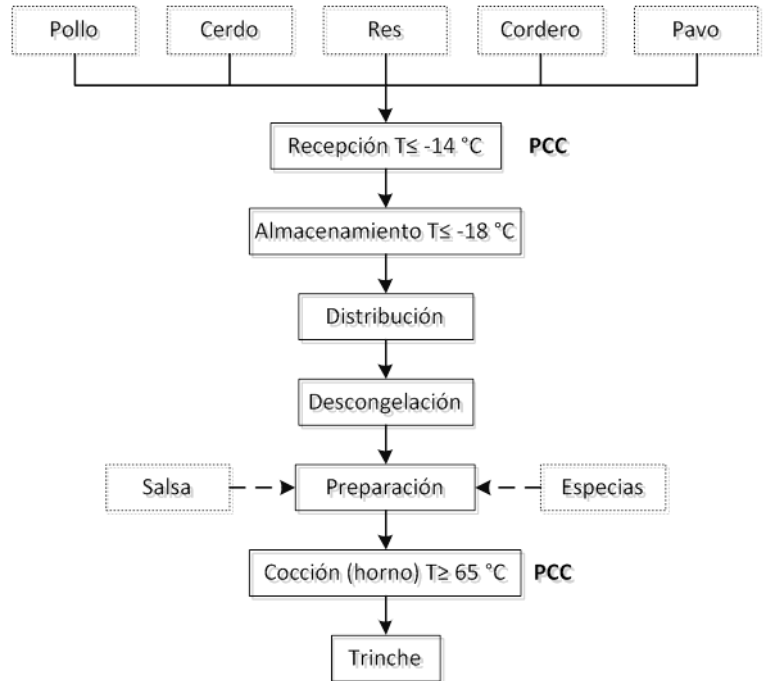 Pollo
Cerdo
Res
Cordero
Pavo
Recepción T≤ -14 °C
PCC
Almacenamiento T≤ -18 °C
Distribución
Descongelación
Salsa
Preparación
Especias
Cocción (horno) T≥ 65 °C
PCC
Trinche